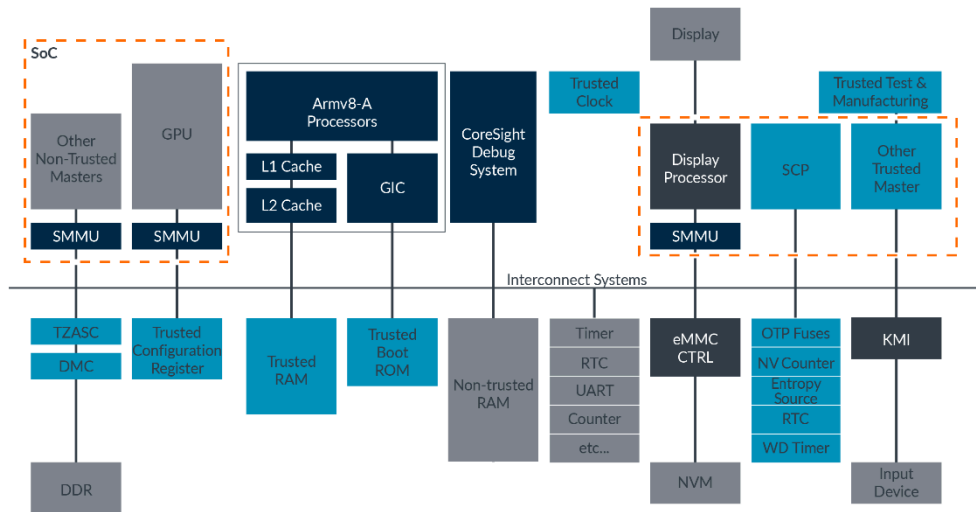 SoC
Other
Non-Trusted
Masters
SMMU
GPU
SMMU
Armv8-A
Processors
L1 Cache
L2 Cache
GIC
CoreSight
Debug
System
Trusted
Clock
Display
Display
Processor
SMMU
SCP
Trusted Test &
Manufacturing
Other
Trusted
Master
Interconnect Systems
TZASC
DMC
DDR
Trusted
Configuration
Register
Trusted
RAM
Trusted
Boot
ROM
Non-trusted
RAM
Timer
RTC
UART
Counter
etc...
eMMC
CTRL
NVM
OTP Fuses
NV Counter
Entropy
Source
RTC
WD Timer
KMI
Input
Device